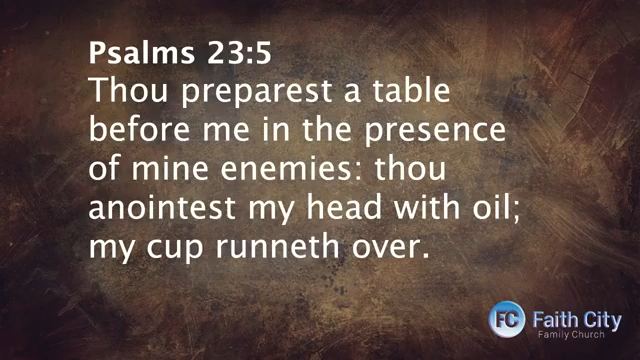 Psalms 23:5
Thou preparest a table
before me in the presence
of mine enemies: thou
anointest my head with oil;
my cup runneth over.
FC Faith City
Family Church